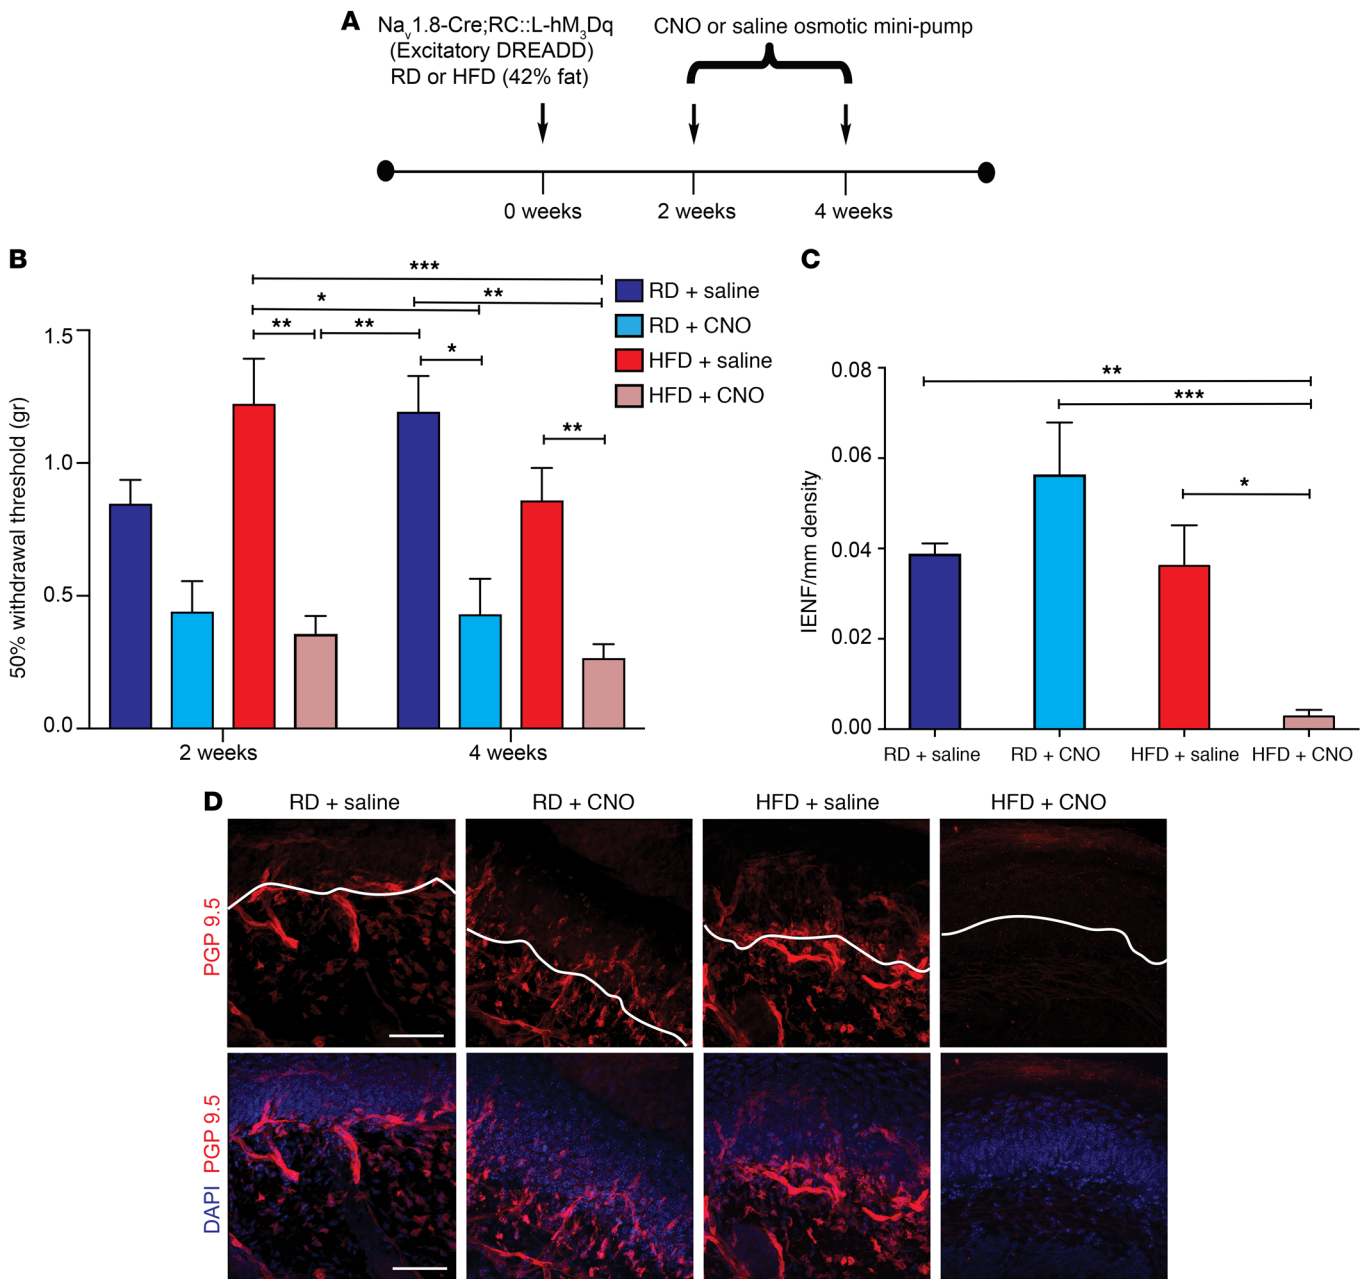 A
Nav1.8-Cre;RC::L-hM3Dq
(Excitatory DREADD)
RD or HFD (42% fat)
CNO or saline osmotic mini-pump
0 weeks
2 weeks
4 weeks
B
50% withdrawal threshold (gr)
1.5
1.0
0.5
0.0
***
*
**
**
**
*
**
2 weeks
4 weeks
RD + saline
RD + CNO
HFD + saline
HFD + CNO
C
IENF/mm density
0.08
0.06
0.04
0.02
0.00
**
***
*
RD + saline
RD + CNO
HFD + saline
HFD + CNO
D
RD + saline
RD + CNO
HFD + saline
HFD + CNO
PGP 9.5
DAPI PGP 9.5